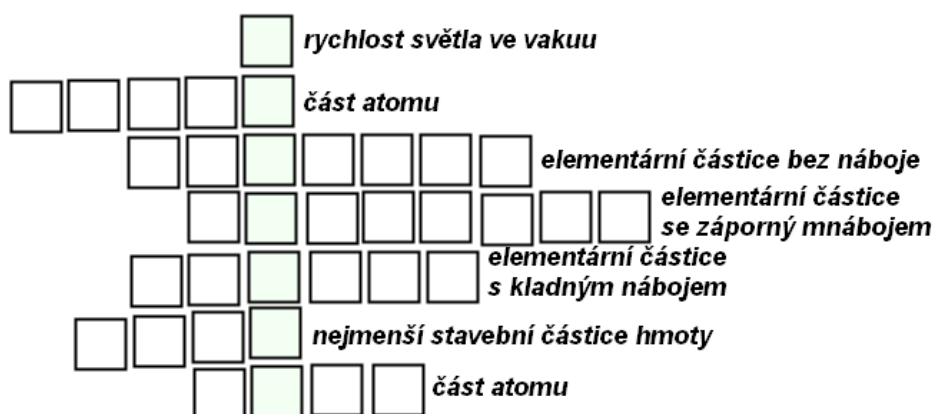 rychlost světla ve vakuu
část atomu
elementární částice bez náboje
elementární částice
se záporný mnábojem
elementární částice
s kladným nábojem
nejmenší stavební částice hmoty
část atomu